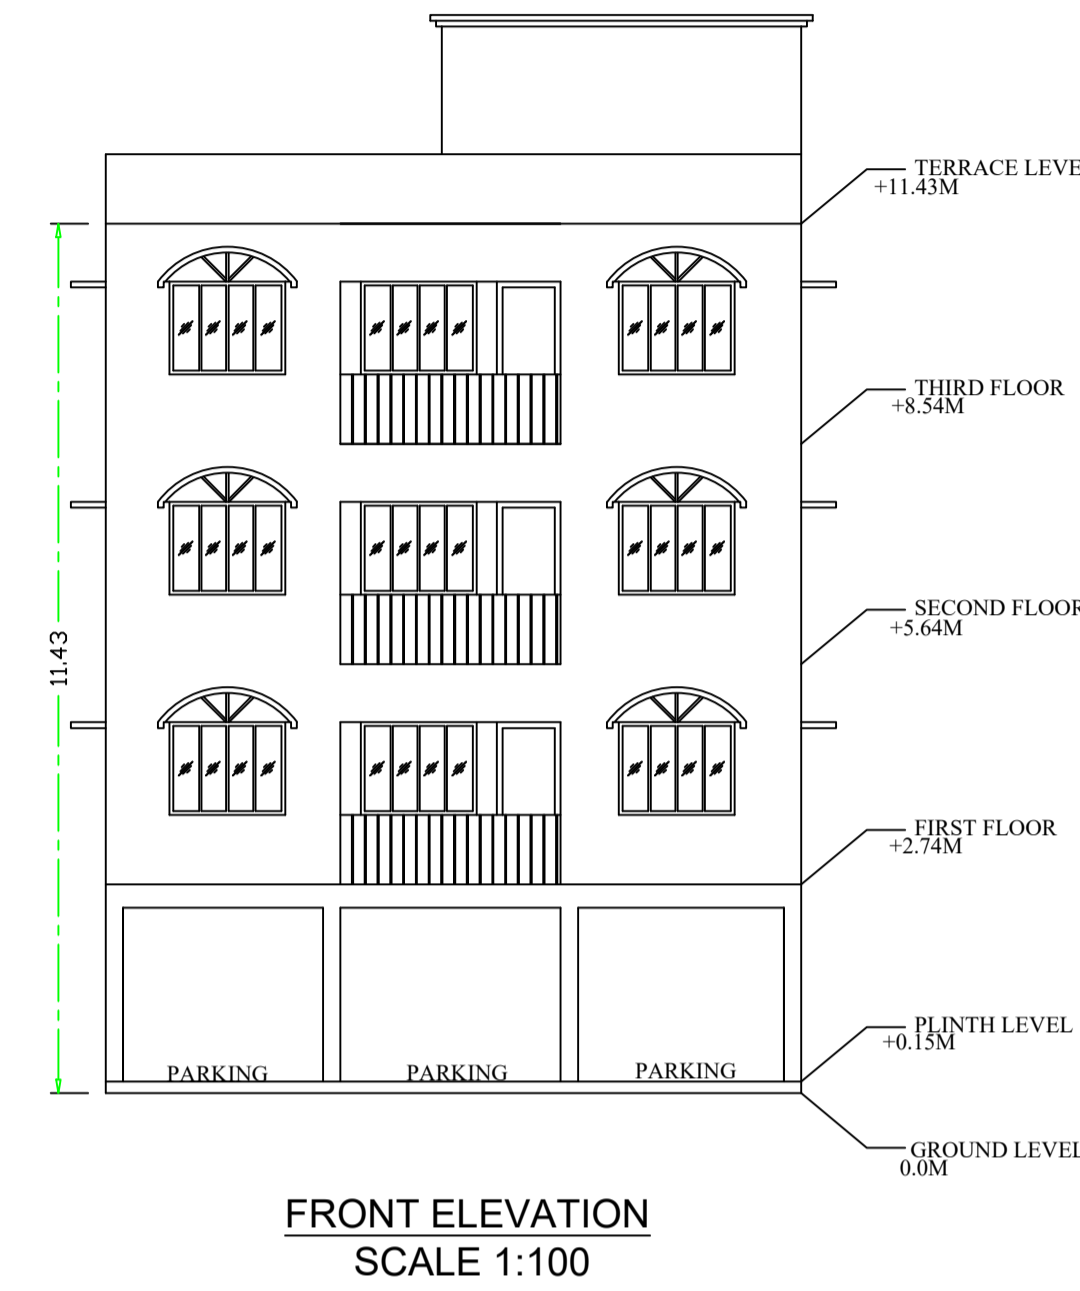 TERRACE LEVE
+11.43M
THIRD FLOOR
+8.54M
SECOND FLOOR
+5.64M
11.43
FIRST FLOOR
+2.74M
PLINTH LEVEL
+0.15M
PARKING PARKING PARKING
GROUND LEVEL
0.0M
FRONT ELEVATION
SCALE 1:100